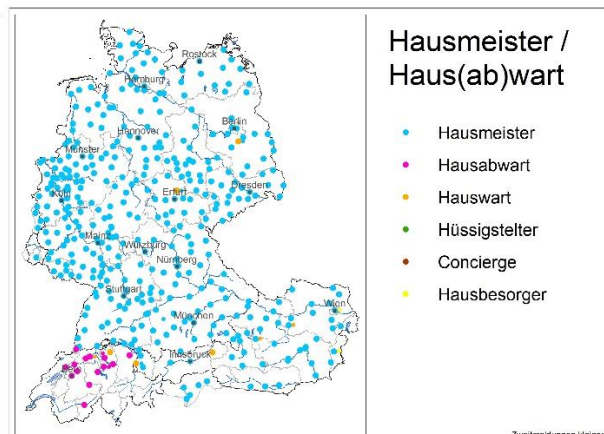 Hausmeister /
Haus(ab)wart
Hausmeister
Hausabwart
Hauswart
Hüssigstelter
Concierge
Hausbesorger
Rostock
Hamburg
Berlin
Hannover
Münster
Köln
Erfurt
Dresden
Mainz
Würzburg
Nürnberg
Stuttgart
München
Wien
Innsbruck